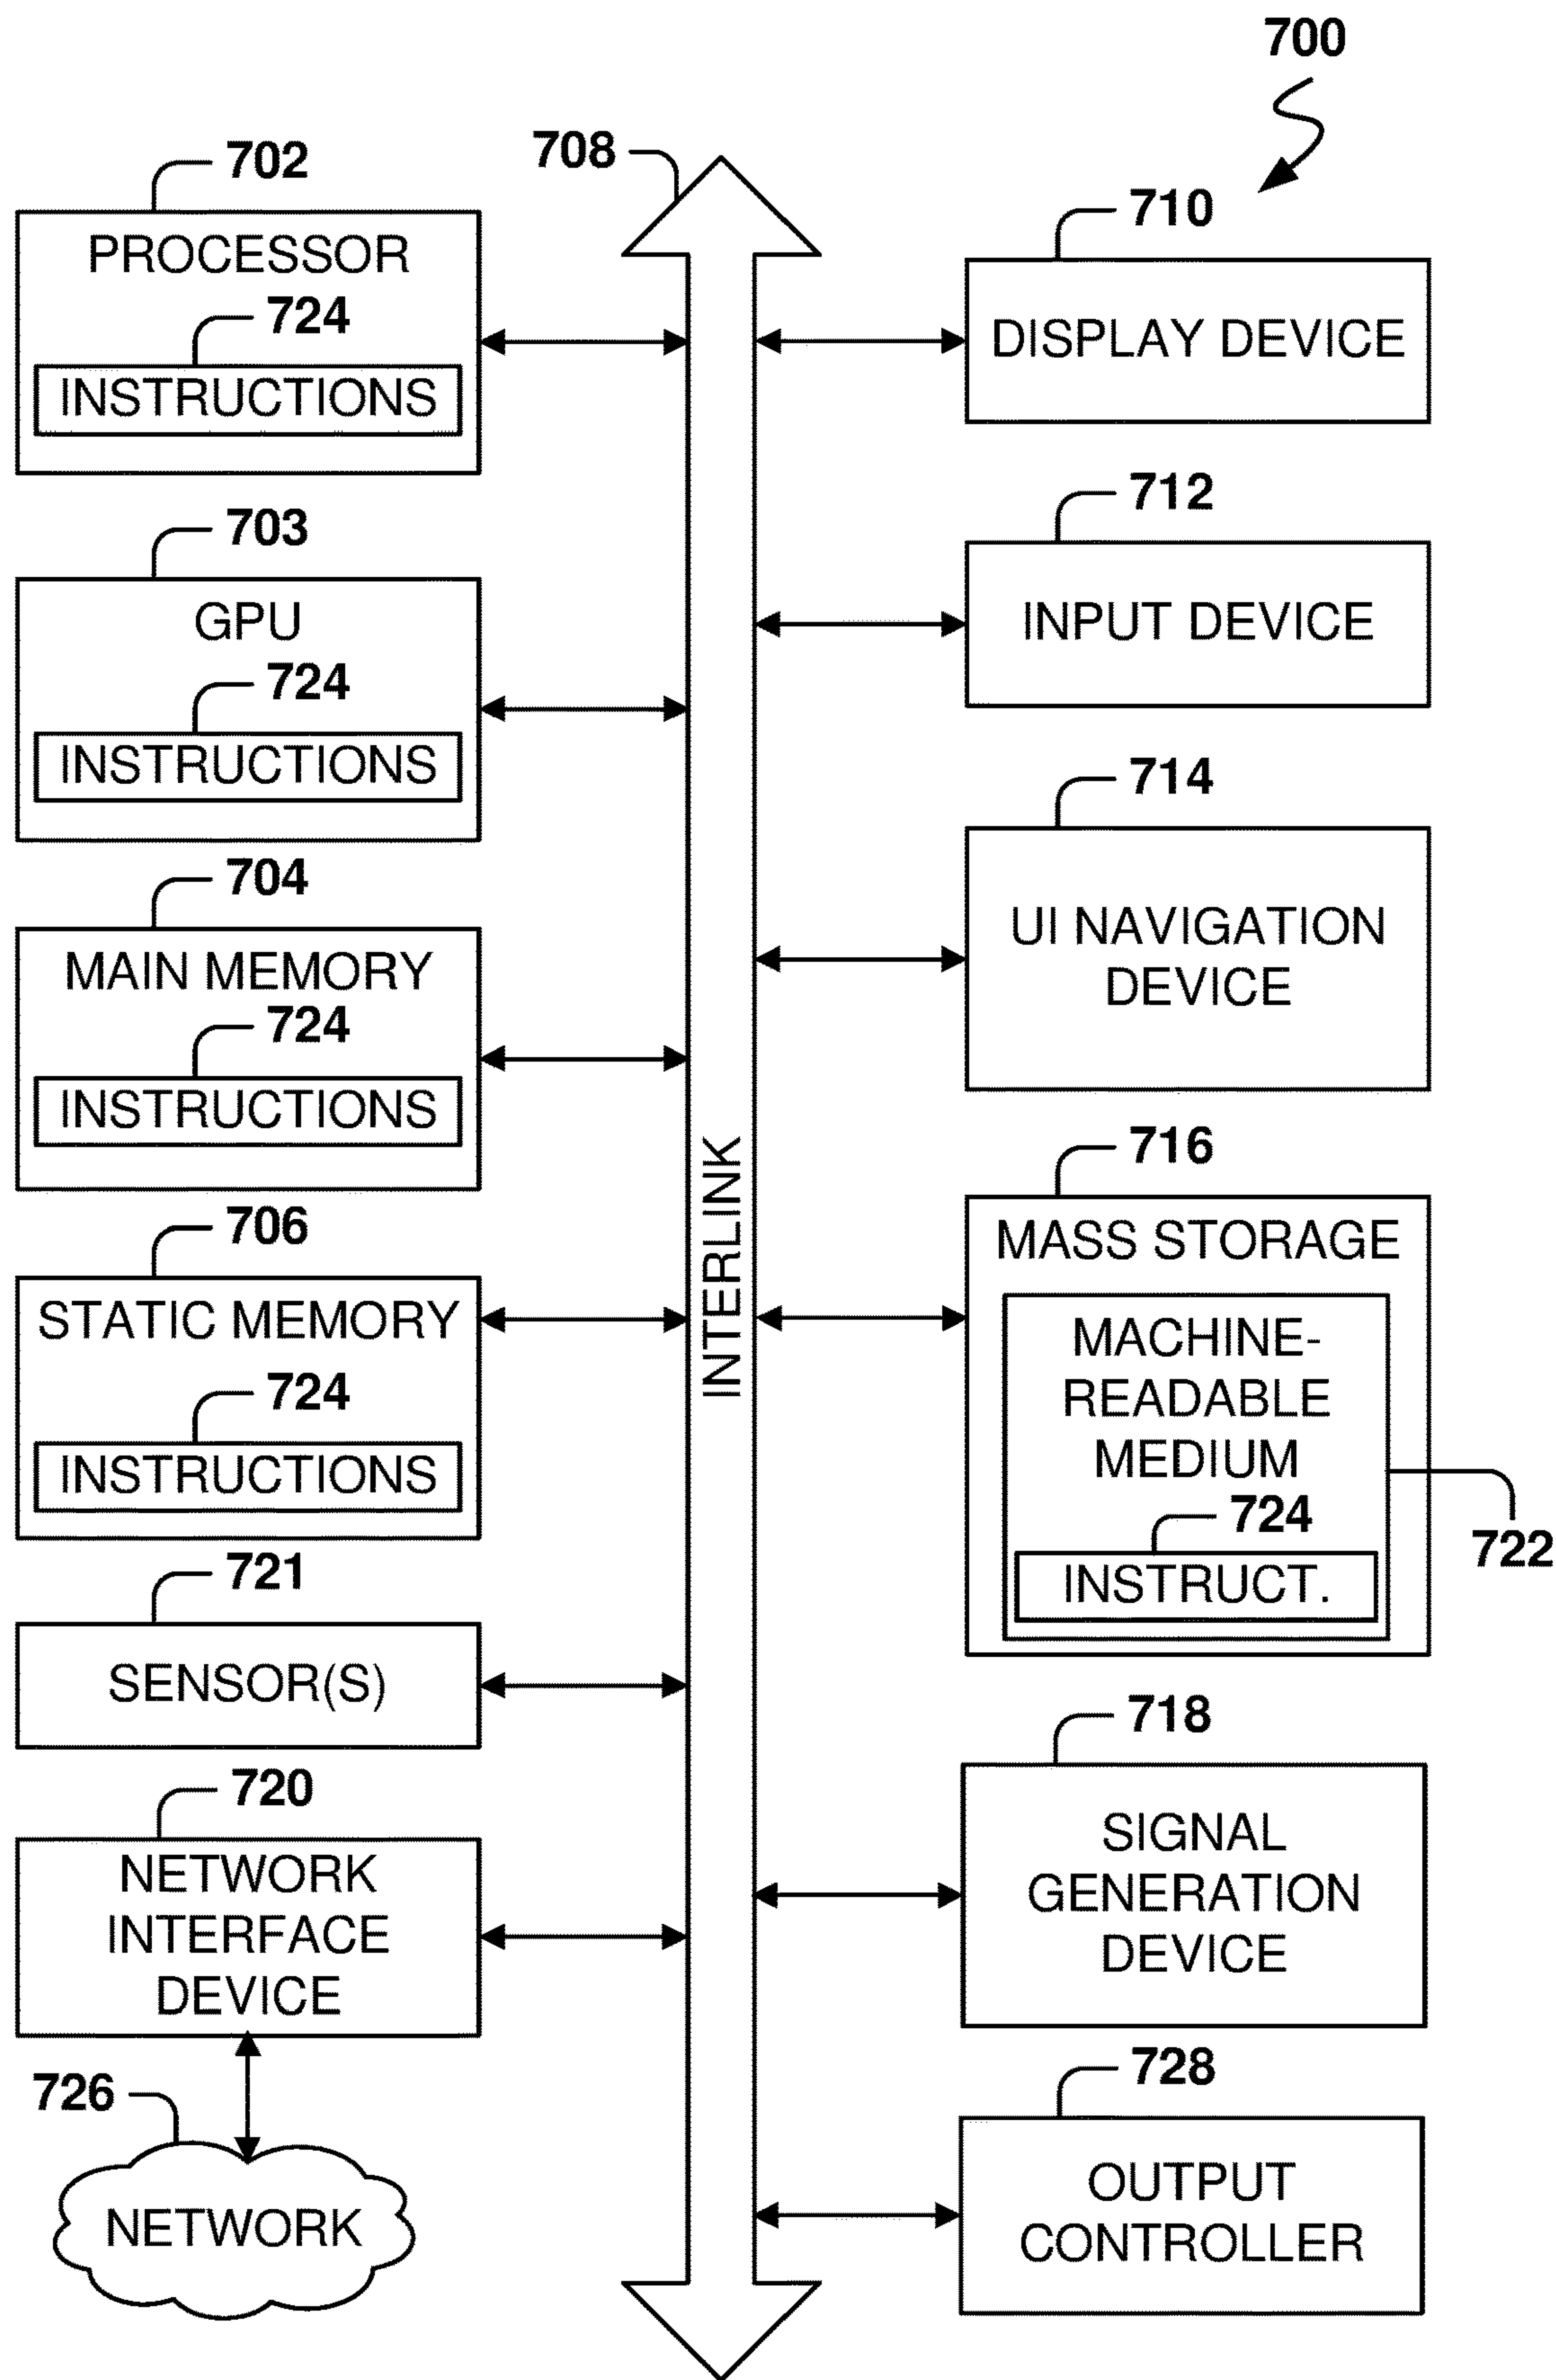 700
708
702
PROCESSOR
724
INSTRUCTIONS
703
GPU
724
INSTRUCTIONS
704
MAIN MEMORY
724
INSTRUCTIONS
706
STATIC MEMORY
724
INSTRUCTIONS
721
SENSOR(S)
720
NETWORK
INTERFACE
DEVICE
726
NETWORK
INTERLINK
710
DISPLAY DEVICE
712
INPUT DEVICE
714
UI NAVIGATION
DEVICE
716
MASS STORAGE
MACHINE-
READABLE
MEDIUM
724
INSTRUCT.
722
718
SIGNAL
GENERATION
DEVICE
728
OUTPUT
CONTROLLER